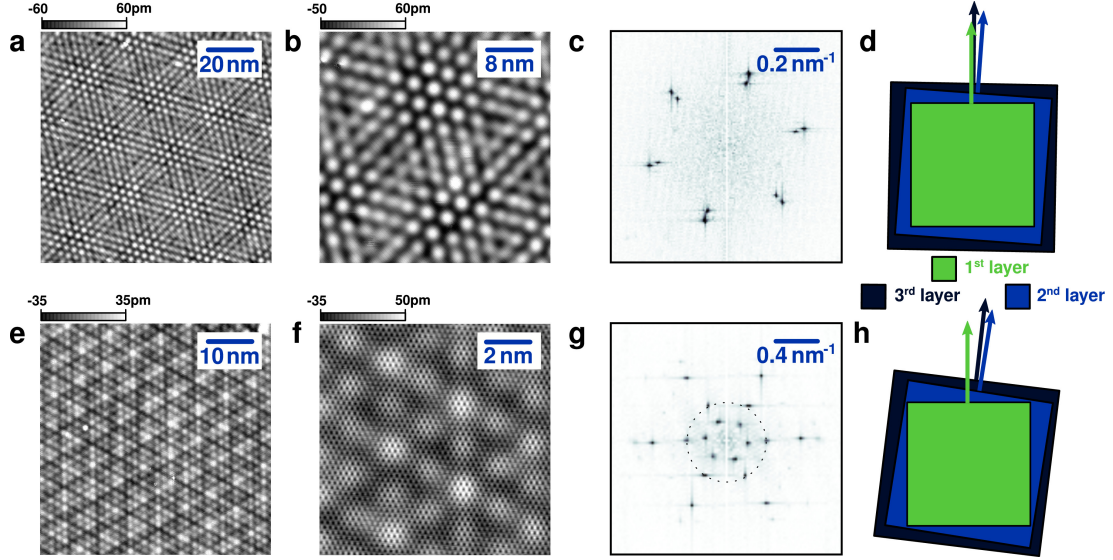 -60 60pm
-50 60pm
a
20 nm
b
8 nm
c
0.2 nm-1
d
1st layer
3rd layer
2nd layer
-35 35pm
-35 50pm
e
10 nm
f
2 nm
g
0.4 nm-1
h